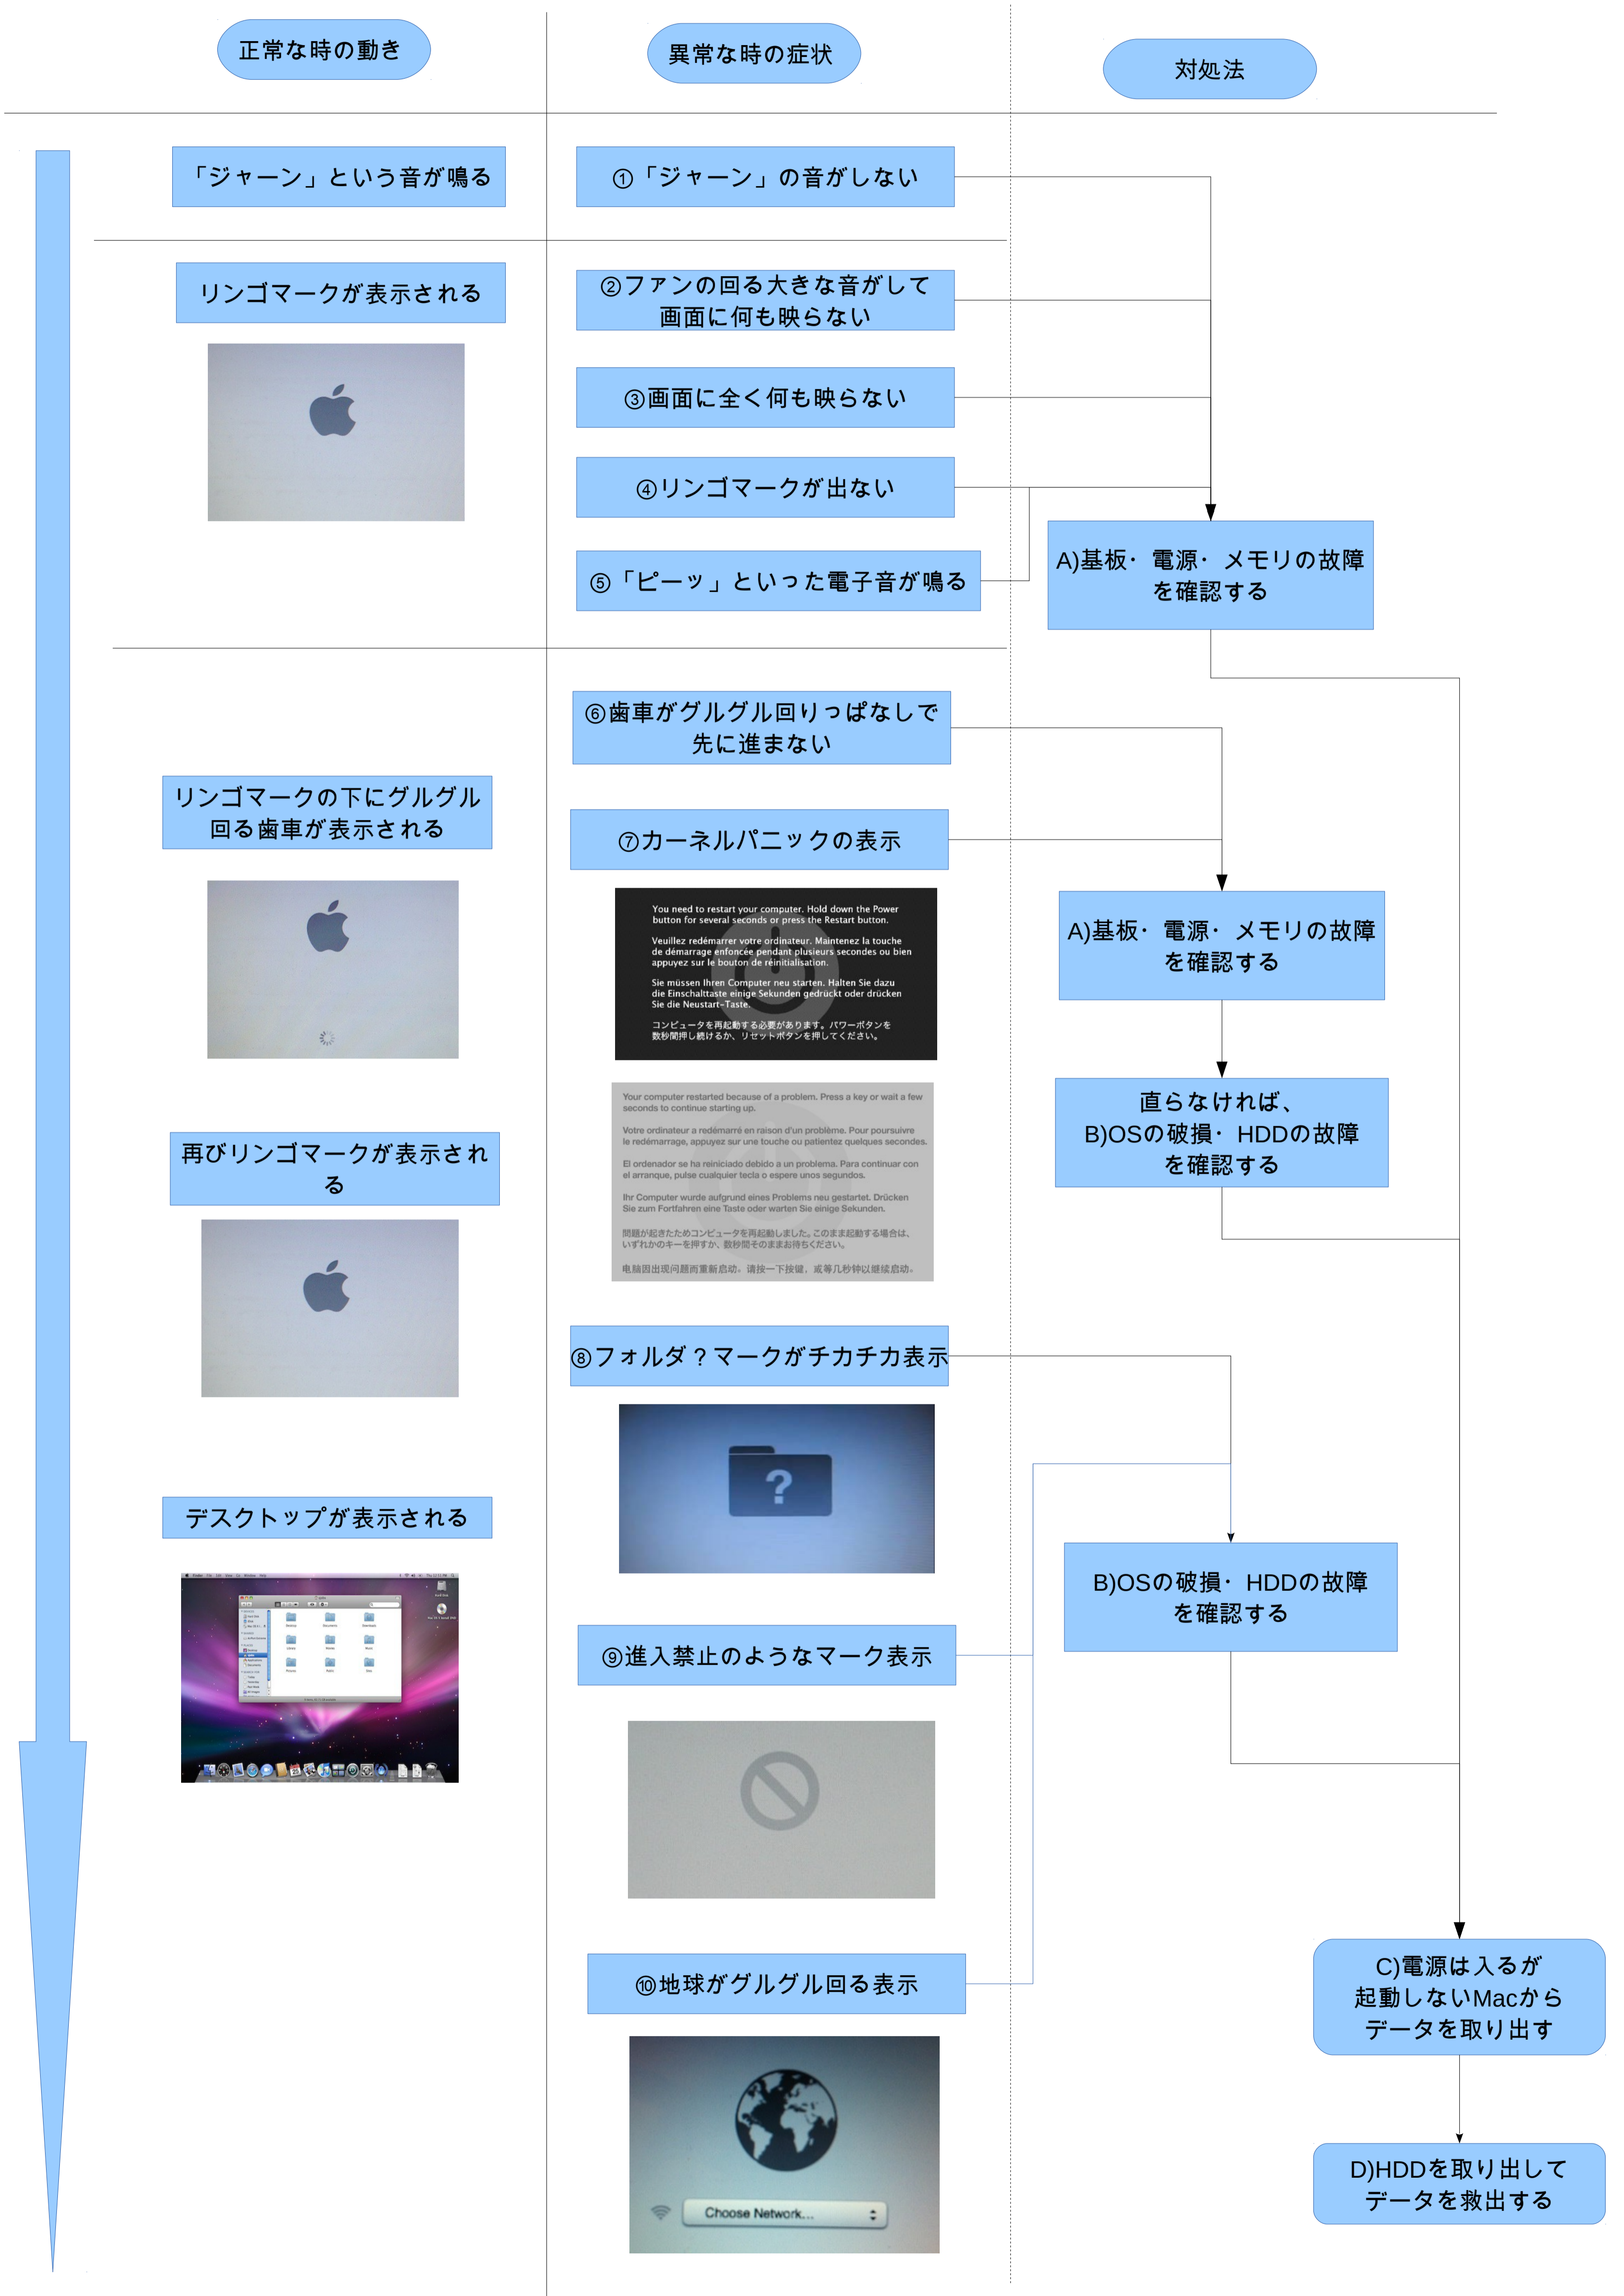 正常な時の動き
異常な時の症状
対処法
「ジャーン」という音が鳴る
①「ジャーン」の音がしない
リンゴマークが表示される
②ファンの回る大きな音がして
画面に何も映らない
③画面に全く何も映らない
④リンゴマークが出ない
⑤「ピーッ」といった電子音が鳴る
A)基板・電源・メモリの故障
を確認する
⑥歯車がグルグル回りっぱなしで
先に進まない
リンゴマークの下にグルグル
回る歯車が表示される
⑦カーネルパニックの表示
You need to restart your computer. Hold down the Power
button for several seconds or press the Restart button.
Veuillez redémarrer votre ordinateur. Maintenez la touche
de démarrage enfoncée pendant plusieurs secondes ou bien
appuyez sur le bouton de réinitialisation.
Sie müssen Ihren Computer neu starten. Halten Sie dazu
die Einschalttaste einige Sekunden gedrückt oder drücken
Sie die Neustart-Taste.
コンピュータを再起動する必要があります。パワーボタンを
数秒間押し続けるか、リセットボタンを押してください。
A)基板・電源・メモリの故障
を確認する
Your computer restarted because of a problem. Press a key or wait a few
seconds to continue starting up.
Votre ordinateur a redémarré en raison d'un problème. Pour poursuivre
le redémarrage, appuyez sur une touche ou patientez quelques secondes.
El ordenador se ha reiniciado debido a un problema. Para continuar con
el arranque, pulse cualquier tecla o espere unos segundos.
Ihr Computer wurde aufgrund eines Problems neu gestartet. Drücken
Sie zum Fortfahren eine Taste oder warten Sie einige Sekunden.
問題が起きたためコンピュータを再起動しました。このまま起動する場合は、
いずれかのキーを押すか、数秒間そのままお待ちください。
电脑因出现问题而重新启动。请按一下按键，或等几秒钟以继续启动。
直らなければ、
B)OSの破損・HDDの故障
を確認する
再びリンゴマークが表示され
る
⑧フォルダ？マークがチカチカ表示
?
デスクトップが表示される
B)OSの破損・HDDの故障
を確認する
⑨進入禁止のようなマーク表示
⑩地球がグルグル回る表示
Choose Network...
C)電源は入るが
起動しないMacから
データを取り出す
D)HDDを取り出して
データを救出する